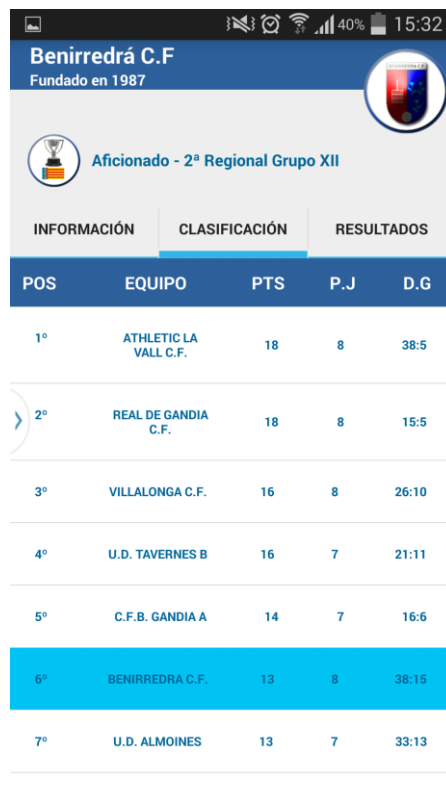 40% 15:32
Benirredrá C.F
Fundado en 1987
Aficionado - 2ª Regional Grupo XII
INFORMACIÓN CLASIFICACIÓN RESULTADOS
POS EQUIPO PTS P.J D.G
1º ATHLETIC LA VALL C.F. 18 8 38:5
2º REAL DE GANDIA C.F. 18 8 15:5
3º VILLALONGA C.F. 16 8 26:10
4º U.D. TAVERNES B 16 7 21:11
5º C.F.B. GANDIA A 14 7 16:6
6º BENIRREDRA C.F. 13 8 38:15
7º U.D. ALMOINES 13 7 33:13